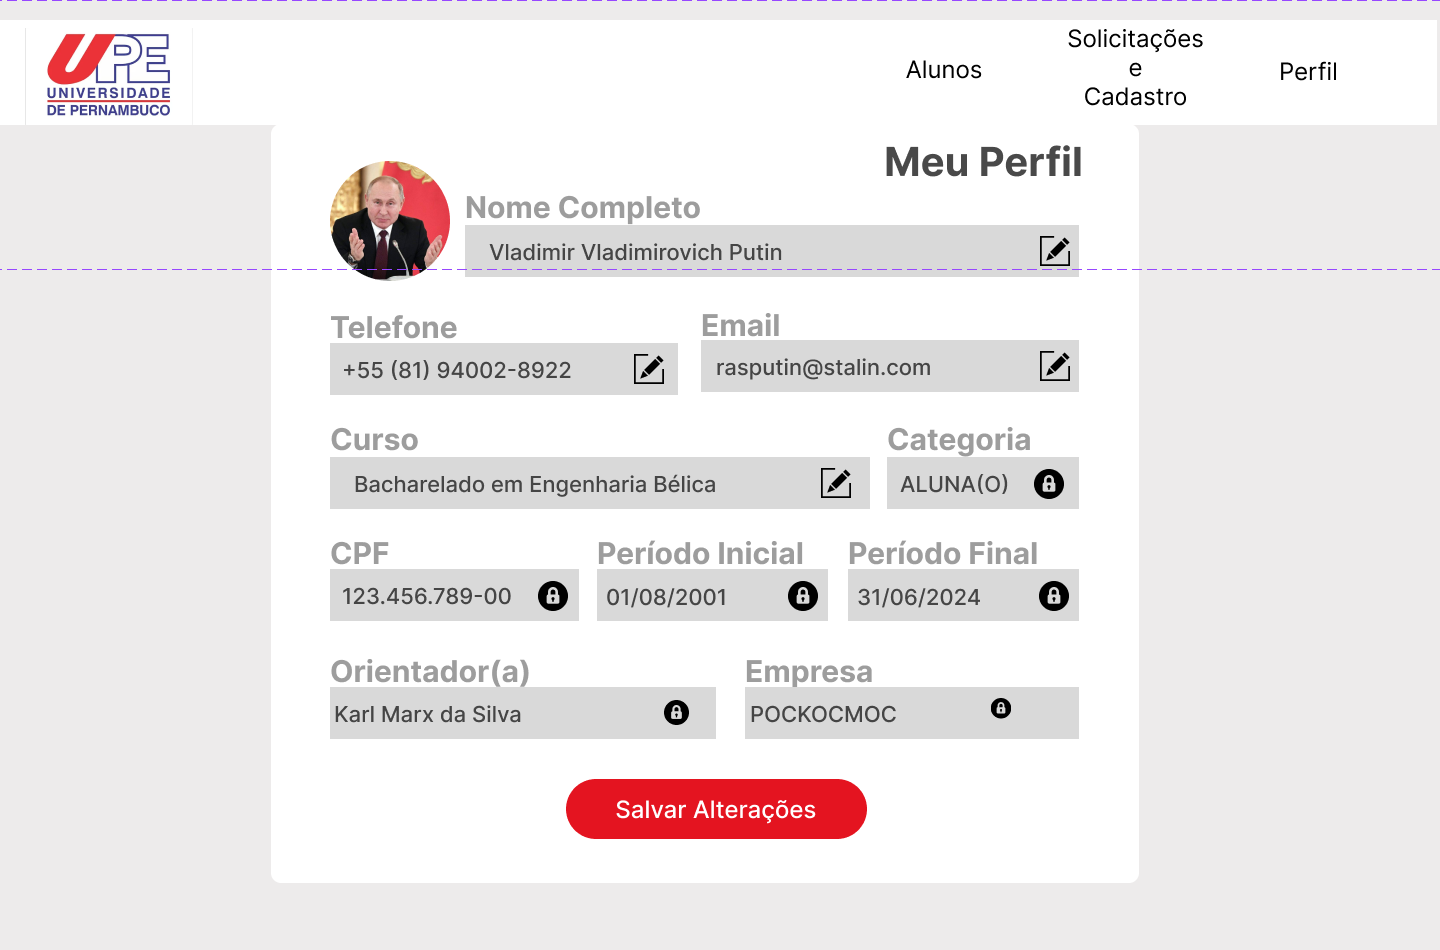 UPE
UNIVERSIDADE
DE PERNAMBUCO
Alunos
Solicitações
e
Cadastro
Perfil
Meu Perfil
Nome Completo
Vladimir Vladimirovich Putin
Telefone
Email
+55 (81) 94002-8922
rasputin@stalin.com
Curso
Categoria
Bacharelado em Engenharia Bélica
ALUNA(O)
CPF
Período Inicial
Período Final
123.456.789-00
01/08/2001
31/06/2024
Orientador(a)
Empresa
Karl Marx da Silva
POCKOCMOC
Salvar Alterações